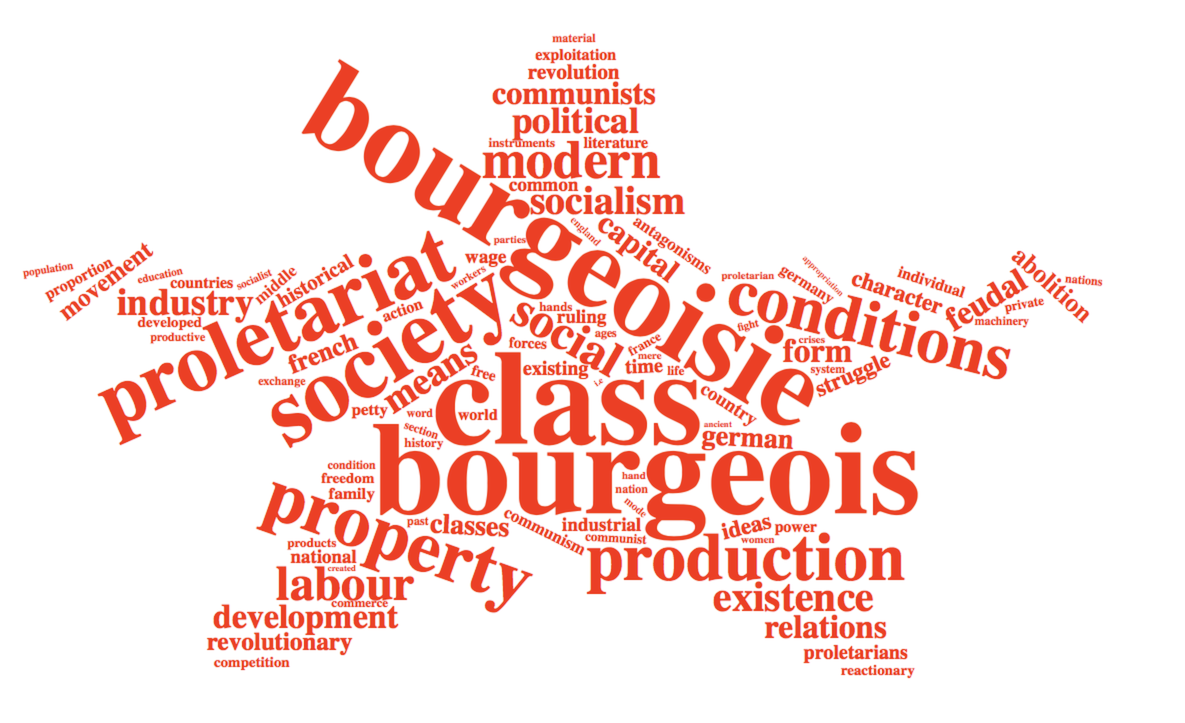 material
exploitation
revolution
communists
political
instruments literature
modern
common
socialism
bourgeoisie
england
capital
antagonisms
parties
wage
workers
proletariat
society
population
proportion
movement
education
countries
socialist
middle
historical
industry
developed
productive
action
french
exchange
means
petty
free
word
world
section
history
hands
ruling
social
ages
forces
existing
i.e
france
mere
time
life
proletarian
germany
appropriation
character
individual
conditions
feudal
abolition
nations
private
machinery
fight
crises
form
system
struggle
country
class
ancient
german
bourgeois
condition
freedom
family
property
hand
nation
mode
past
classes
communism
industrial
communist
ideas
power
women
products
national
created
labour
commerce
development
revolutionary
competition
production
existence
relations
proletarians
reactionary